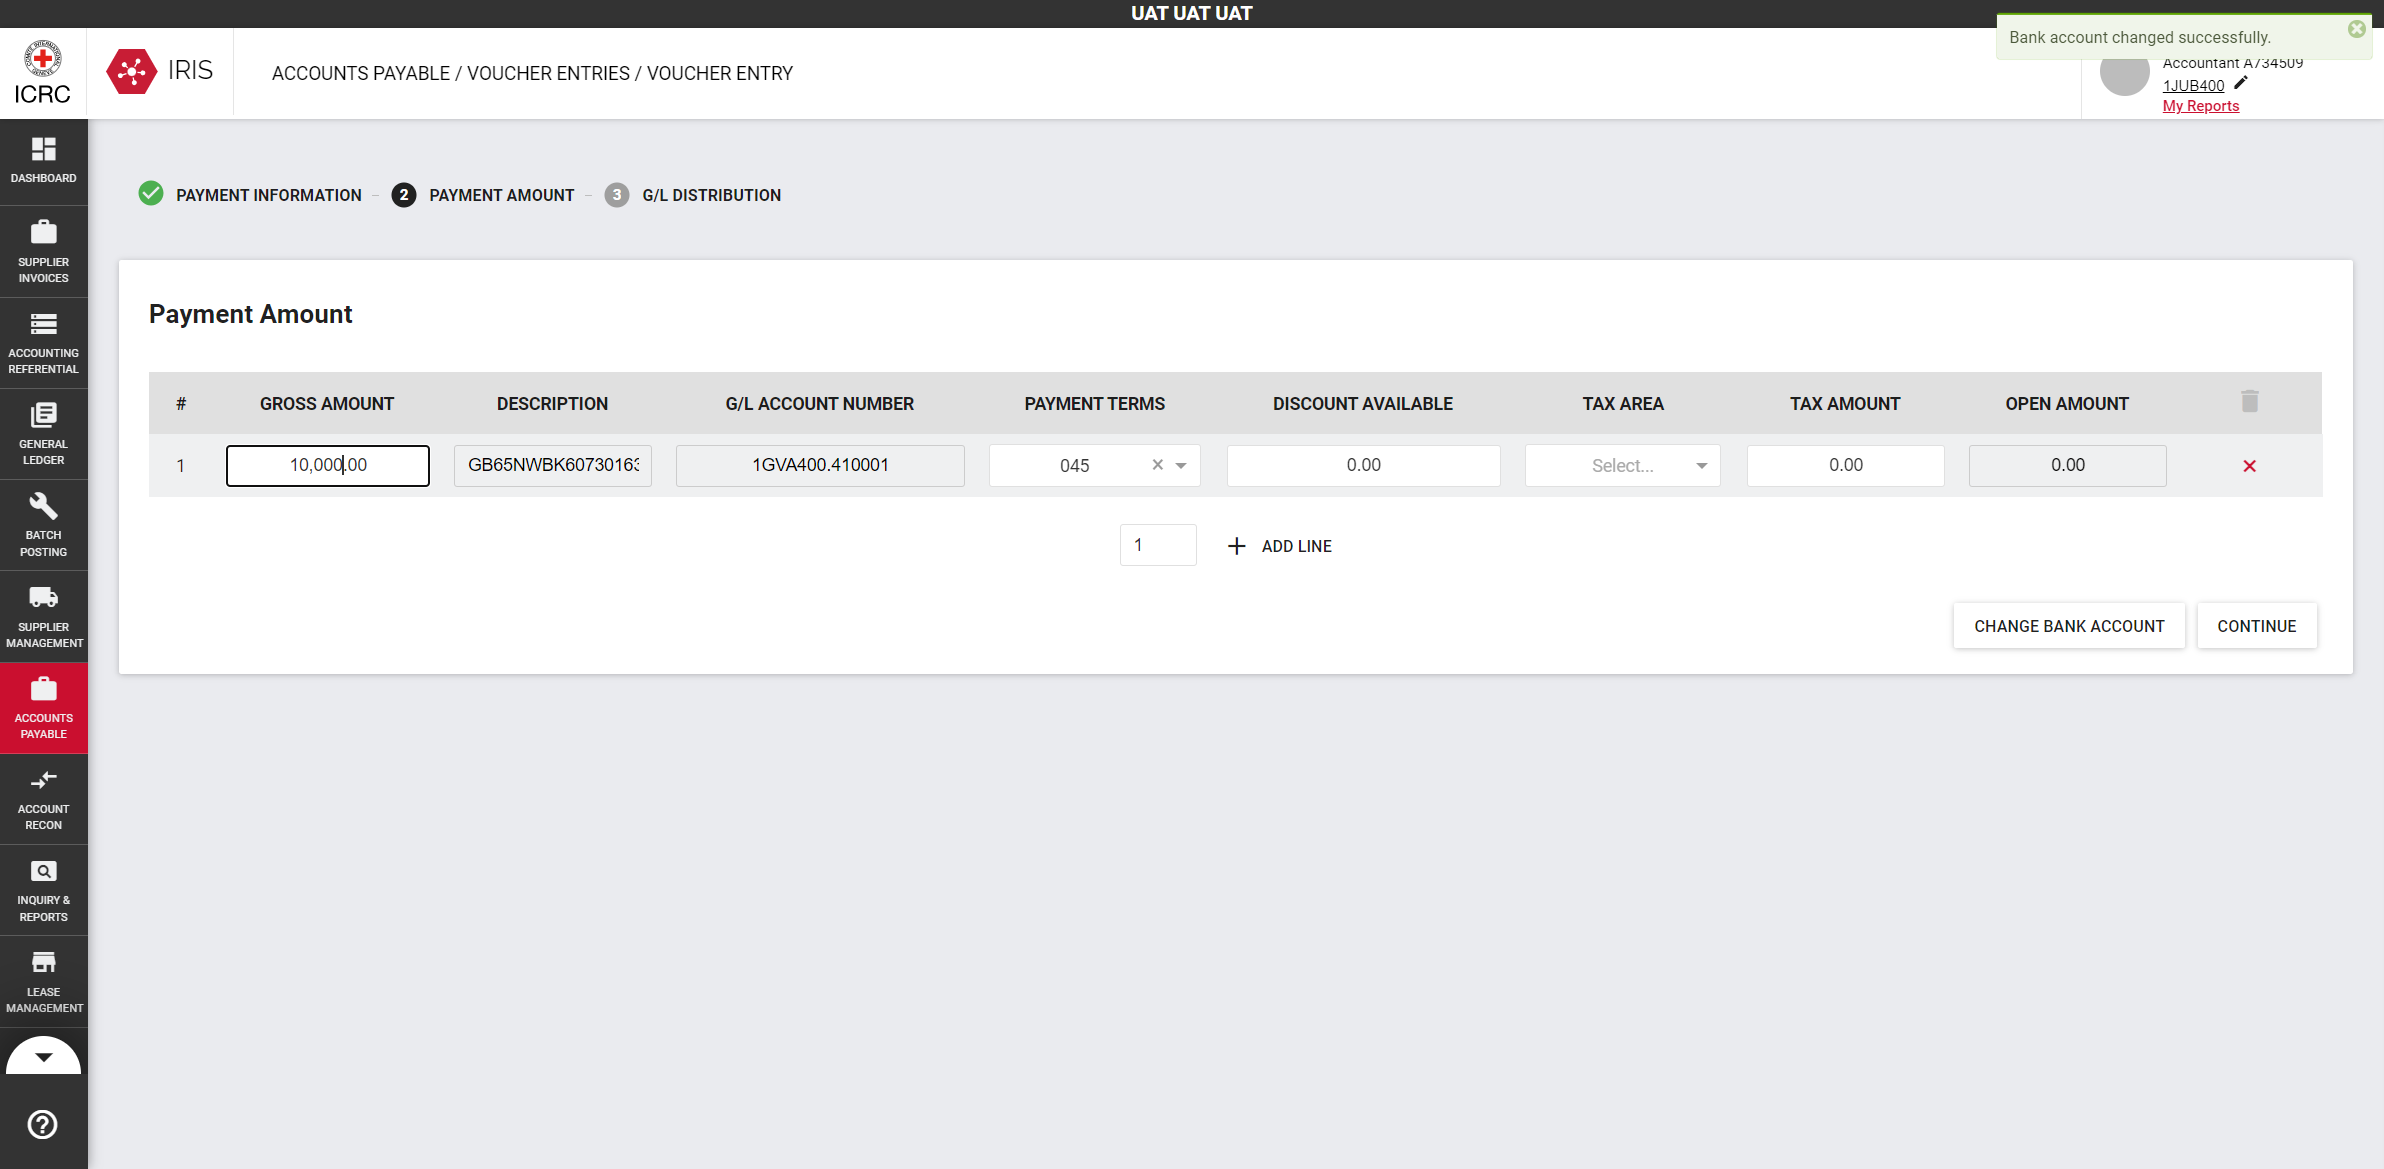 UAT UAT UAT
Bank account changed successfully.
ICRC
IRIS
ACCOUNTS PAYABLE / VOUCHER ENTRIES / VOUCHER ENTRY
Accountant A734509
1JUB400
My Reports
DASHBOARD
SUPPLIER
INVOICES
ACCOUNTING
REFERENTIAL
GENERAL
LEDGER
BATCH
POSTING
SUPPLIER
MANAGEMENT
ACCOUNTS
PAYABLE
ACCOUNT
RECON
INQUIRY &
REPORTS
LEASE
MANAGEMENT
PAYMENT INFORMATION – 2 PAYMENT AMOUNT – 3 G/L DISTRIBUTION
Payment Amount
# GROSS AMOUNT DESCRIPTION G/L ACCOUNT NUMBER PAYMENT TERMS DISCOUNT AVAILABLE TAX AREA TAX AMOUNT OPEN AMOUNT
1 10,000.00 GB65NWBK60730163 1GVA400.410001 045 0.00 Select... 0.00 0.00
1 ADD LINE
CHANGE BANK ACCOUNT CONTINUE